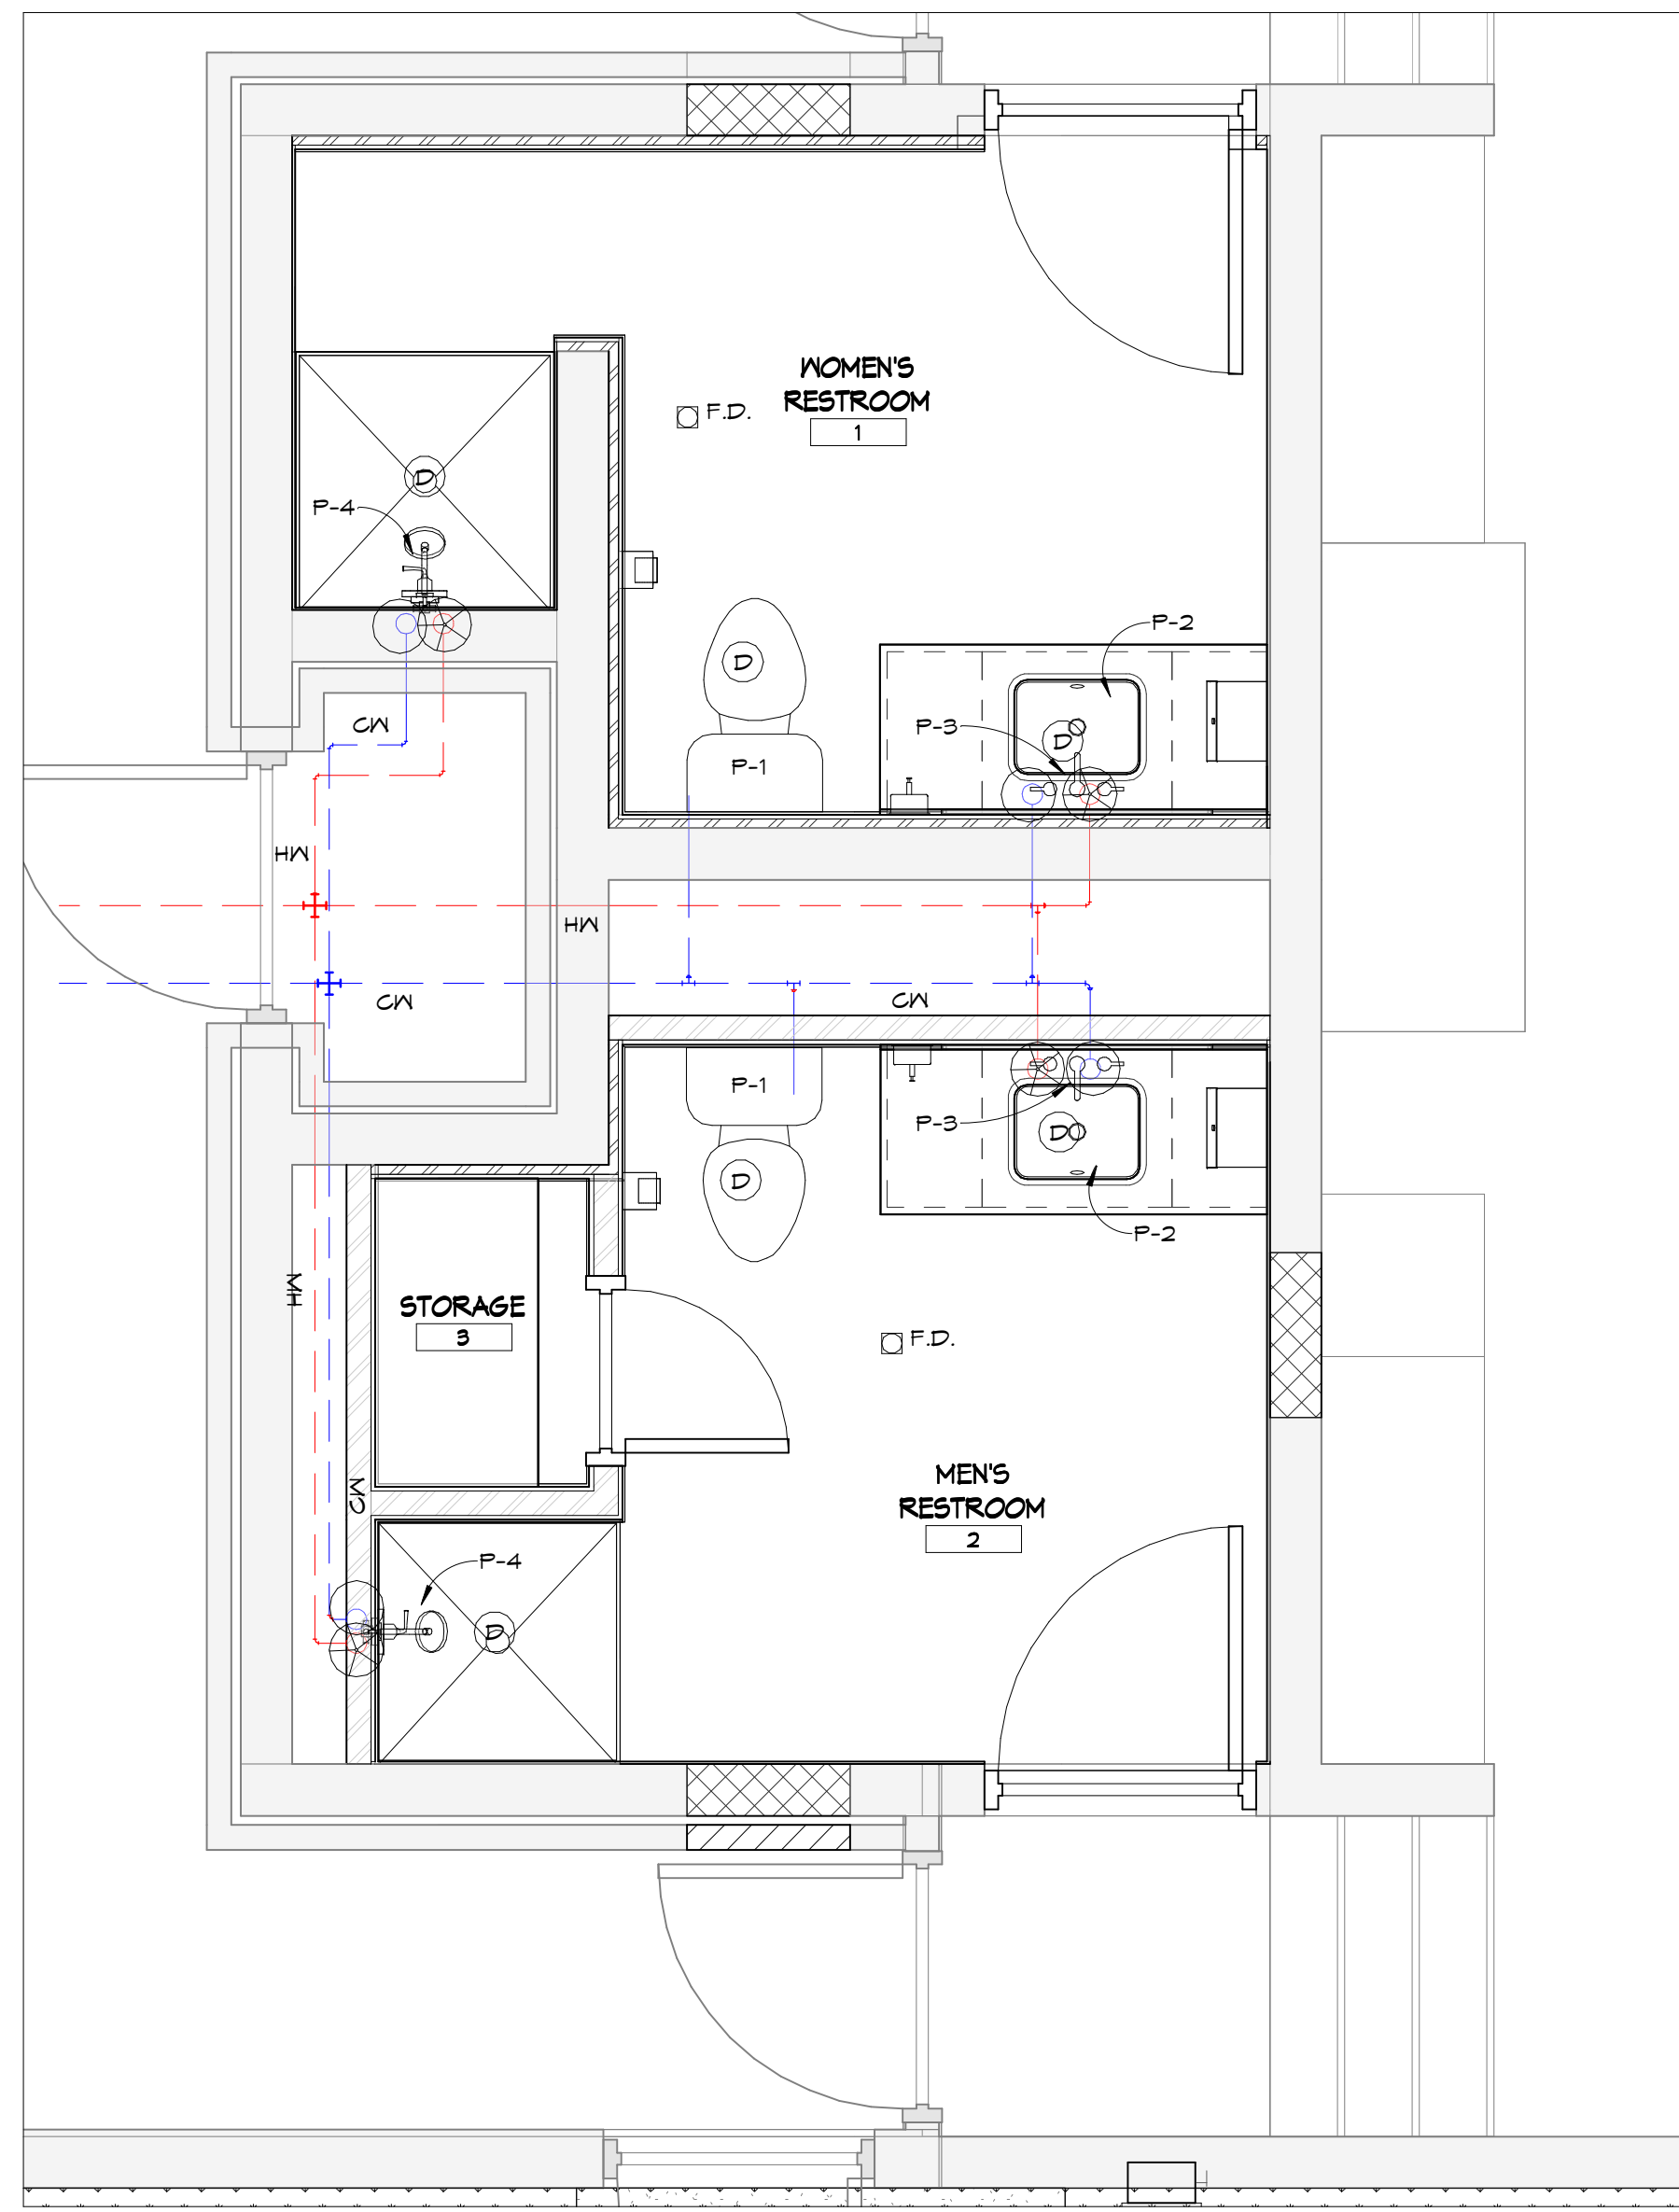 WOMEN'S
RESTROOM
1
F.D.
D
P-4
P-2
D
P-3
D
P-1
CW
HW
HW
CW
CW
P-1
P-3
D
D
P-2
HW
STORAGE
3
F.D.
CW
MEN'S
RESTROOM
2
P-4
D